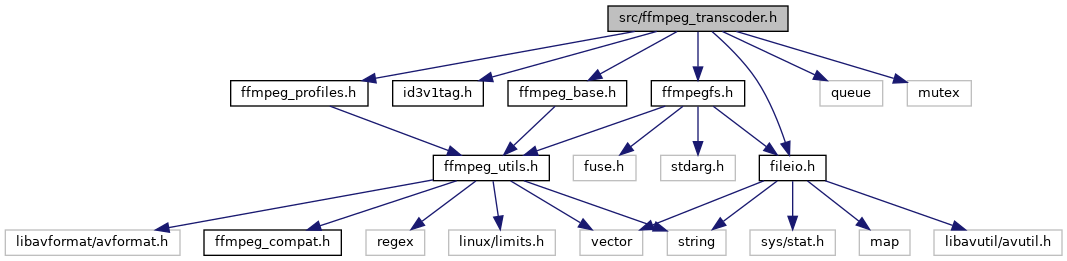 src/ffmpeg_transcoder.h
ffmpeg_profiles.h
id3v1tag.h
ffmpeg_base.h
ffmpegfs.h
queue
mutex
ffmpeg_utils.h
fuse.h
stdarg.h
fileio.h
libavformat/avformat.h
ffmpeg_compat.h
regex
linux/limits.h
vector
string
sys/stat.h
map
libavutil/avutil.h